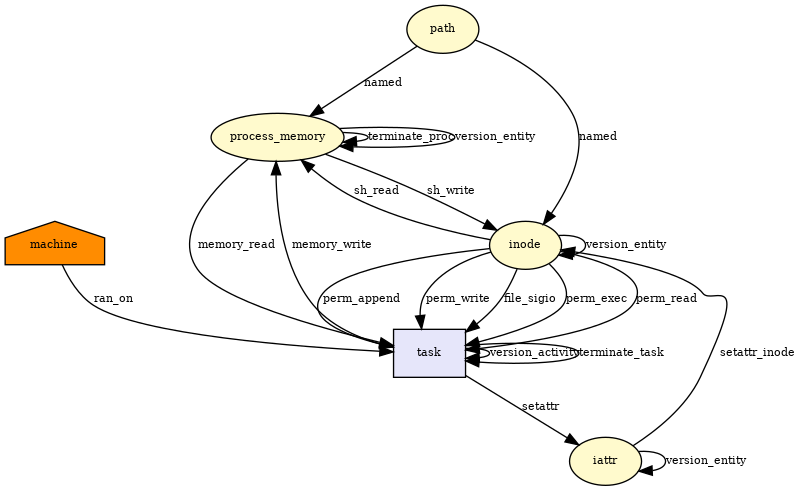 path
named
process_memory
terminate_proc
version_entity
named
sh_read
sh_write
machine
memory_read
memory_write
inode
version_entity
ran_on
perm_append
perm_write
file_sigio
perm_exec
perm_read
task
version_activity
terminate_task
setattr_inode
setattr
iattr
version_entity